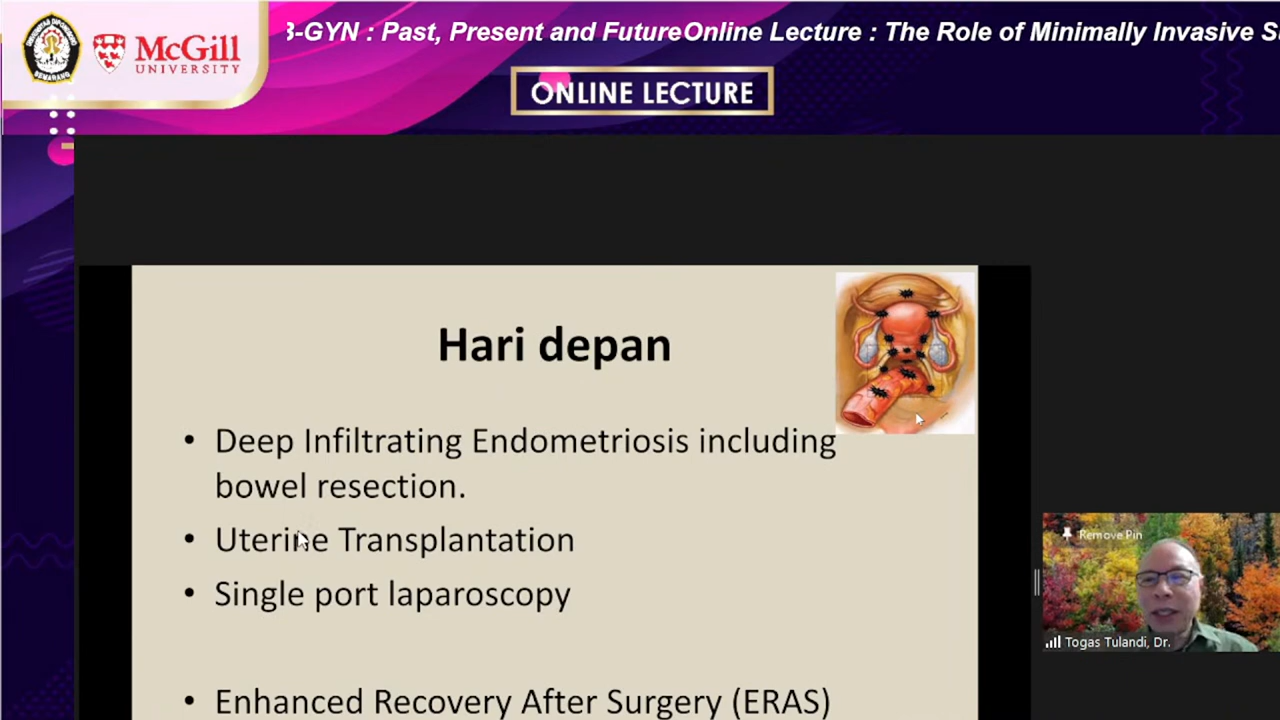 McGill
UNIVERSITY
-GYN : Past, Present and FutureOnline Lecture : The Role of Minimally Invasive
ONLINE LECTURE
Hari depan
• Deep Infiltrating Endometriosis including
bowel resection.
• Uterine Transplantation
• Single port laparoscopy
• Enhanced Recovery After Surgery (ERAS)
Remove Pin
Togas Tulandi, Dr.